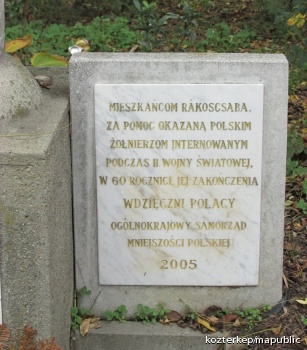 MIESZKAŃCOM RÁKOSCSABA.
ZA POMOC OKAZANĄ POLSKIM
ŻOŁNIERZOM INTERNOWANYM
PODCZAS II WOJNY ŚWIATOWEJ,
W 60 ROCZNICĘ JEJ ZAKOŃCZENIA
WDZIĘCZNI POLACY
OGÓLNOKRAJOWY SAMORZĄD
MNIEJSZOŚCI POLSKIEJ
2005
kozterkep/mapublic